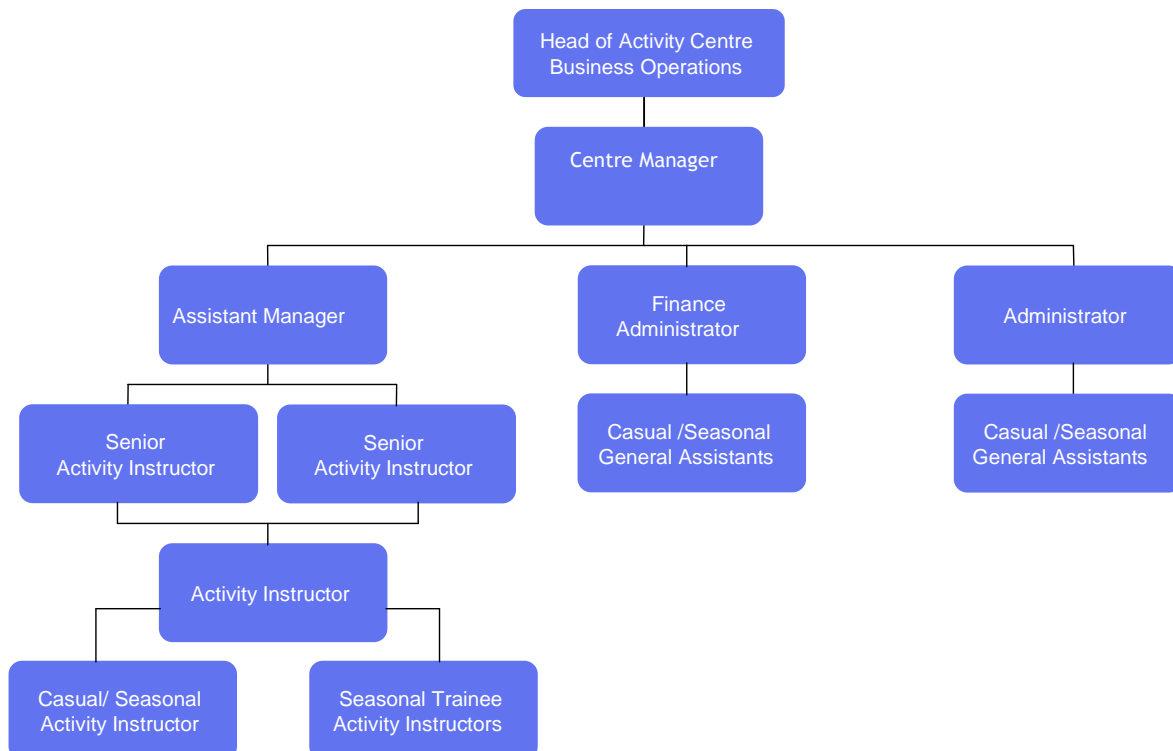 Head of Activity Centre
Business Operations
Centre Manager
Assistant Manager
Finance
Administrator
Administrator
Senior
Activity Instructor
Senior
Activity Instructor
Casual /Seasonal
General Assistants
Casual /Seasonal
General Assistants
Activity Instructor
Casual/ Seasonal
Activity Instructor
Seasonal Trainee
Activity Instructors